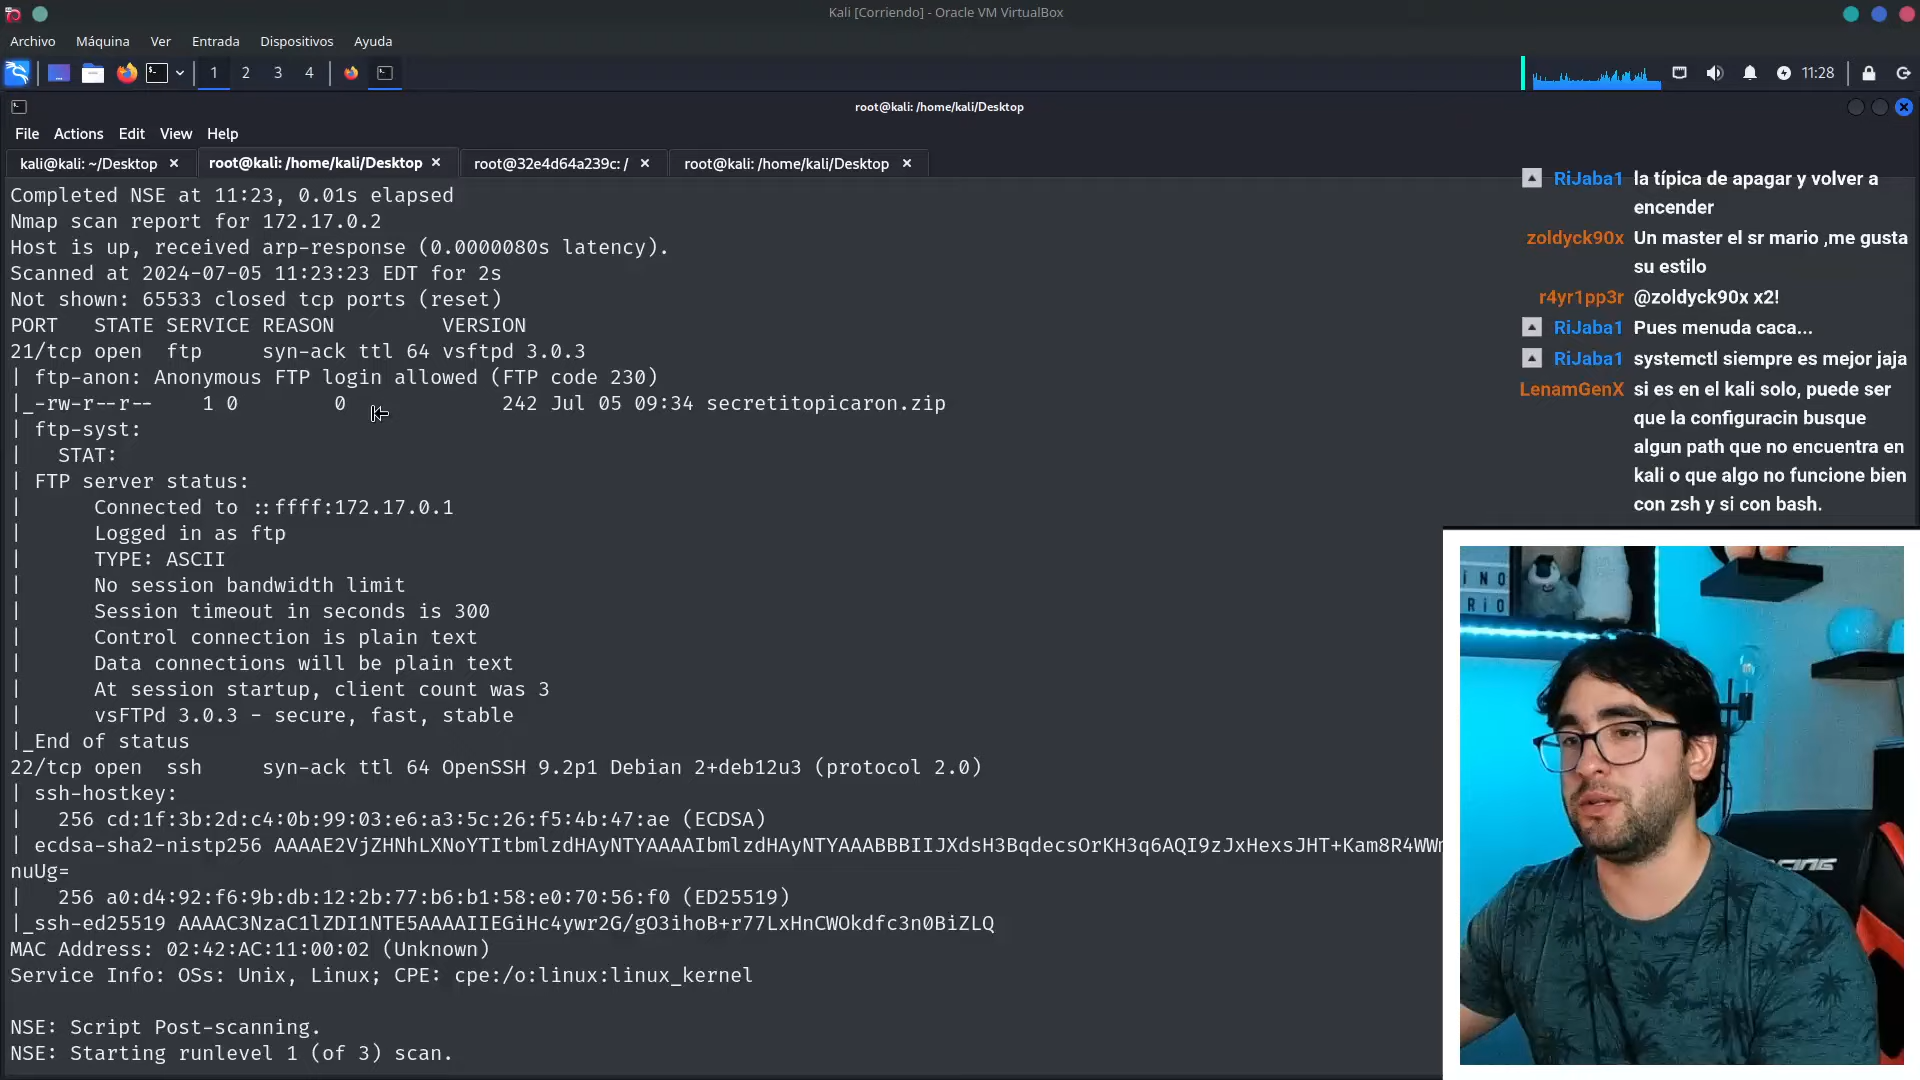 Kali [Corriendo] - Oracle VM VirtualBox
Archivo Máquina Ver Entrada Dispositivos Ayuda
1 2 3 4
11:28
root@kali: /home/kali/Desktop
File Actions Edit View Help
kali@kali: ~/Desktop × root@kali: /home/kali/Desktop × root@32e4d64a239c: / × root@kali: /home/kali/Desktop ×
Completed NSE at 11:23, 0.01s elapsed
Nmap scan report for 172.17.0.2
Host is up, received arp-response (0.0000080s latency).
Scanned at 2024-07-05 11:23:23 EDT for 2s
Not shown: 65533 closed tcp ports (reset)
PORT   STATE SERVICE REASON         VERSION
21/tcp open  ftp     syn-ack ttl 64 vsftpd 3.0.3
| ftp-anon: Anonymous FTP login allowed (FTP code 230)
|_-rw-r--r--    1 0        0             242 Jul 05 09:34 secretitopicaron.zip
| ftp-syst:
|   STAT:
| FTP server status:
|      Connected to ::ffff:172.17.0.1
|      Logged in as ftp
|      TYPE: ASCII
|      No session bandwidth limit
|      Session timeout in seconds is 300
|      Control connection is plain text
|      Data connections will be plain text
|      At session startup, client count was 3
|      vsFTPd 3.0.3 - secure, fast, stable
|_End of status
22/tcp open  ssh     syn-ack ttl 64 OpenSSH 9.2p1 Debian 2+deb12u3 (protocol 2.0)
| ssh-hostkey:
|   256 cd:1f:3b:2d:c4:0b:99:03:e6:a3:5c:26:f5:4b:47:ae (ECDSA)
| ecdsa-sha2-nistp256 AAAAE2VjZHNhLXNoYTItbmlzdHAyNTYAAAAIbmlzdHAyNTYAAABBBIIJXdsH3BqdecsOrKH3q6AQI9zJxHexsJHT+Kam8R4WW
nuUg=
|   256 a0:d4:92:f6:9b:db:12:2b:77:b6:b1:58:e0:70:56:f0 (ED25519)
|_ssh-ed25519 AAAAC3NzaC1lZDI1NTE5AAAAIIEGiHc4ywr2G/gO3ihoB+r77LxHnCWOkdfc3n0BiZLQ
MAC Address: 02:42:AC:11:00:02 (Unknown)
Service Info: OSs: Unix, Linux; CPE: cpe:/o:linux:linux_kernel
NSE: Script Post-scanning.
NSE: Starting runlevel 1 (of 3) scan.
RiJaba1 la típica de apagar y volver a
encender
zoldyck90x Un master el sr mario ,me gusta
su estilo
r4yr1pp3r @zoldyck90x x2!
RiJaba1 Pues menuda caca...
RiJaba1 systemctl siempre es mejor jaja
LenamGenX si es en el kali solo, puede ser
que la configuracin busque
algun path que no encuentra en
kali o que algo no funcione bien
con zsh y si con bash.
INO
RIO